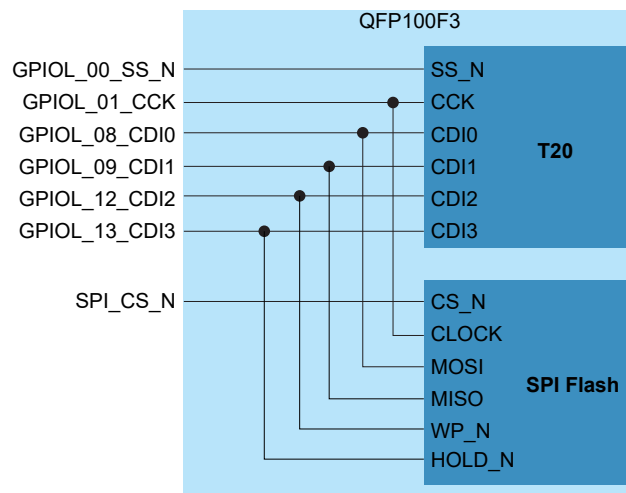 QFP100F3
GPIOL_00_SS_N
SS_N
GPIOL_01_CCK
CCK
GPIOL_08_CDI0
CDI0
T20
GPIOL_09_CDI1
CDI1
GPIOL_12_CDI2
CDI2
GPIOL_13_CDI3
CDI3
SPI_CS_N
CS_N
CLOCK
MOSI
SPI Flash
MISO
WP_N
HOLD_N